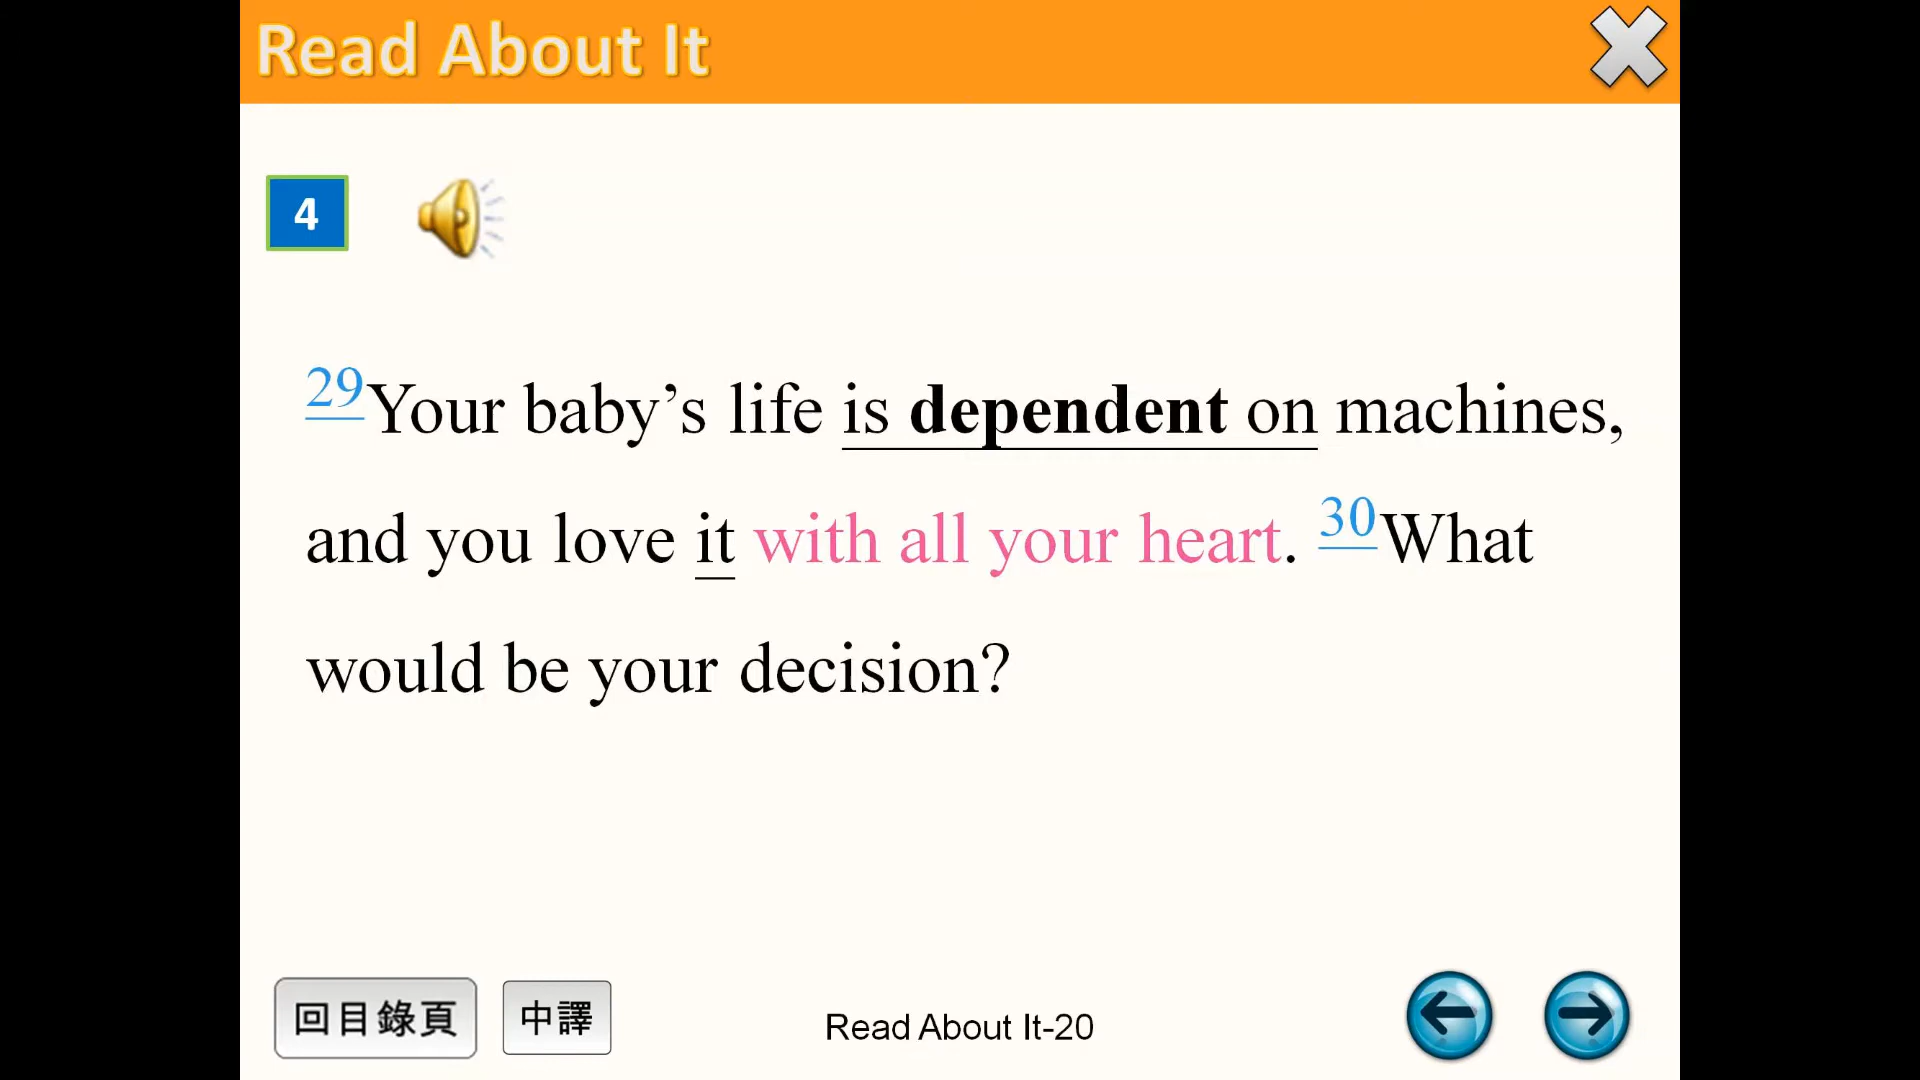 Read About It
4
29Your baby’s life is dependent on machines,
and you love it with all your heart. 30What
would be your decision?
回目錄頁 中譯 Read About It-20